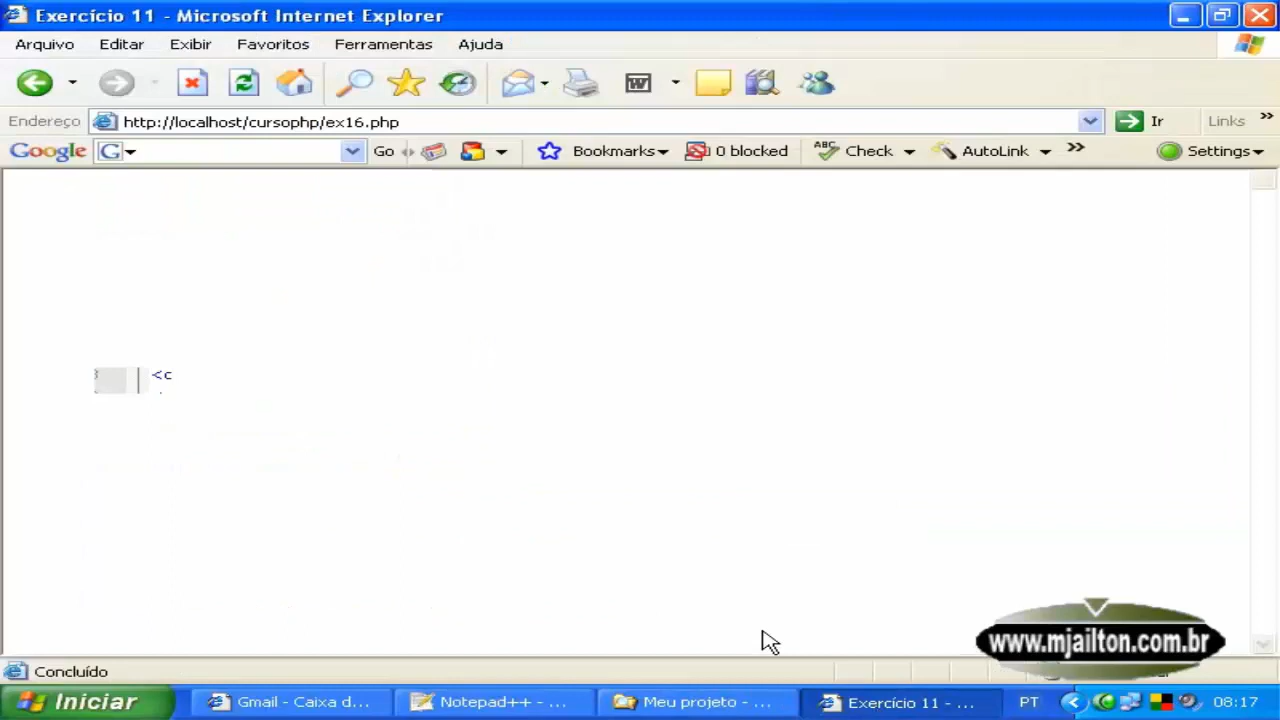 Exercício 11 - Microsoft Internet Explorer
Arquivo Editar Exibir Favoritos Ferramentas Ajuda
Endereço http://localhost/cursophp/ex16.php Ir Links »
Google G Go Bookmarks 0 blocked ABC Check AutoLink » Settings
<c
www.mjailton.com.br
Concluído
Iniciar Gmail - Caixa d... Notepad++ - ... Meu projeto - ... Exercício 11 - ... PT 08:17